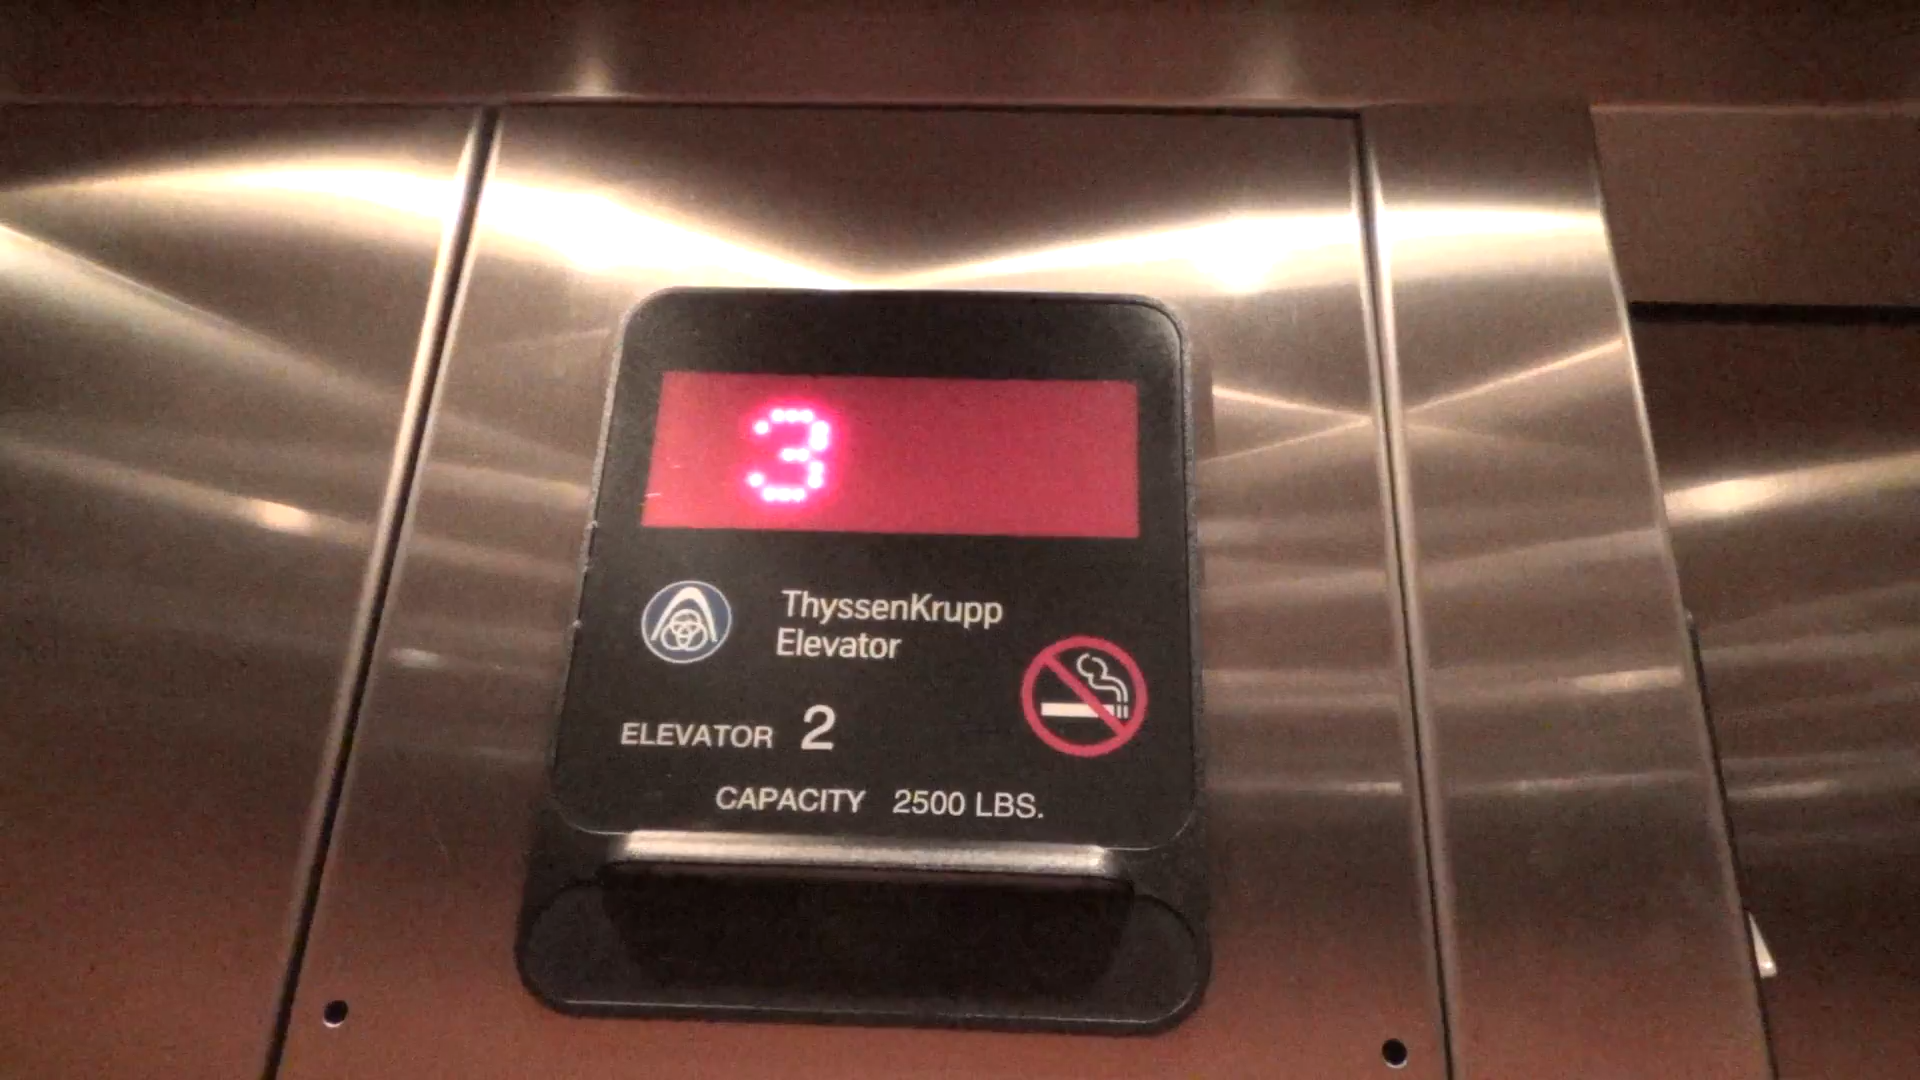 3
ThyssenKrupp
Elevator
ELEVATOR 2
CAPACITY 2500 LBS.